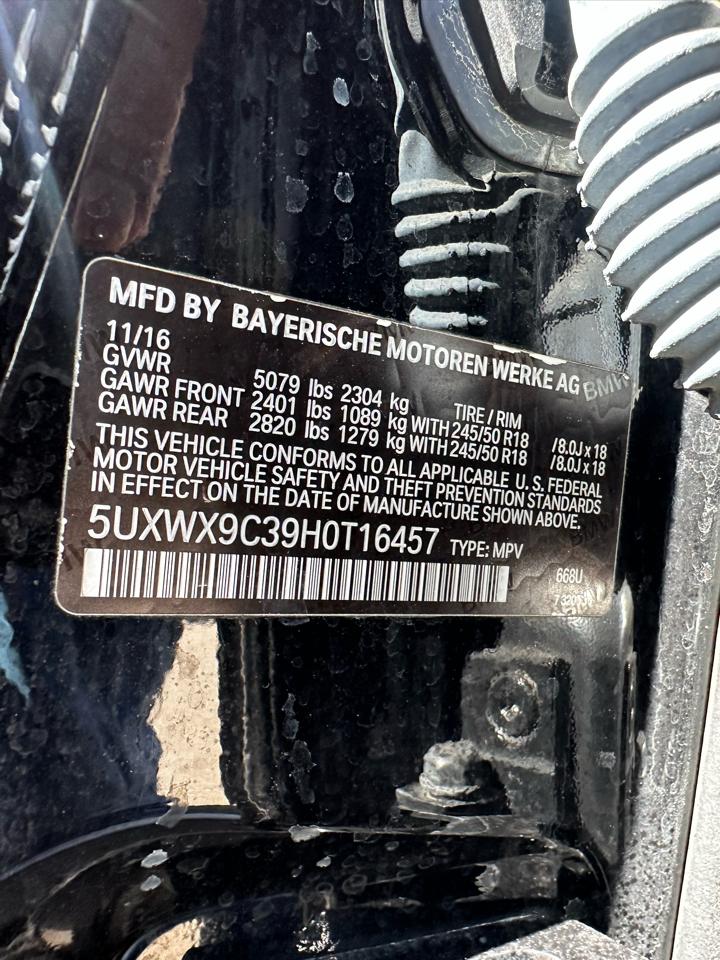 MFD BY BAYERISCHE MOTOREN WERKE AG
11/16
GVWR 5079 lbs 2304 kg TIRE / RIM
GAWR FRONT 2401 lbs 1089 kg WITH 245/50 R18 /8.0J x 18
GAWR REAR 2820 lbs 1279 kg WITH 245/50 R18 /8.0J x 18
THIS VEHICLE CONFORMS TO ALL APPLICABLE U. S. FEDERAL
MOTOR VEHICLE SAFETY AND THEFT PREVENTION STANDARDS
IN EFFECT ON THE DATE OF MANUFACTURE SHOWN ABOVE.
5UXWX9C39H0T16457 TYPE: MPV
668U
BMW
BMW